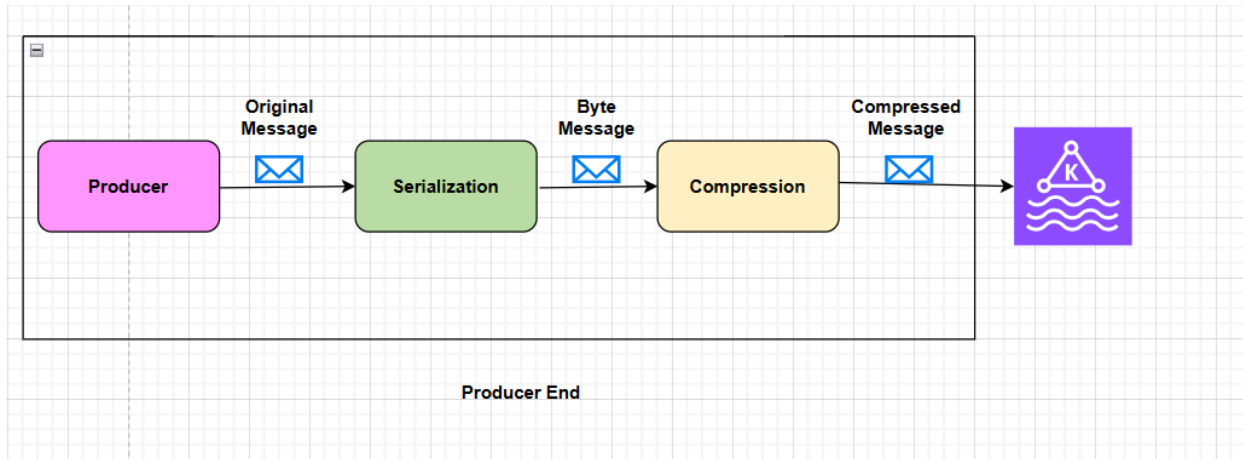 Original
Message
Byte
Message
Compressed
Message
Producer
Serialization
Compression
K
Producer End